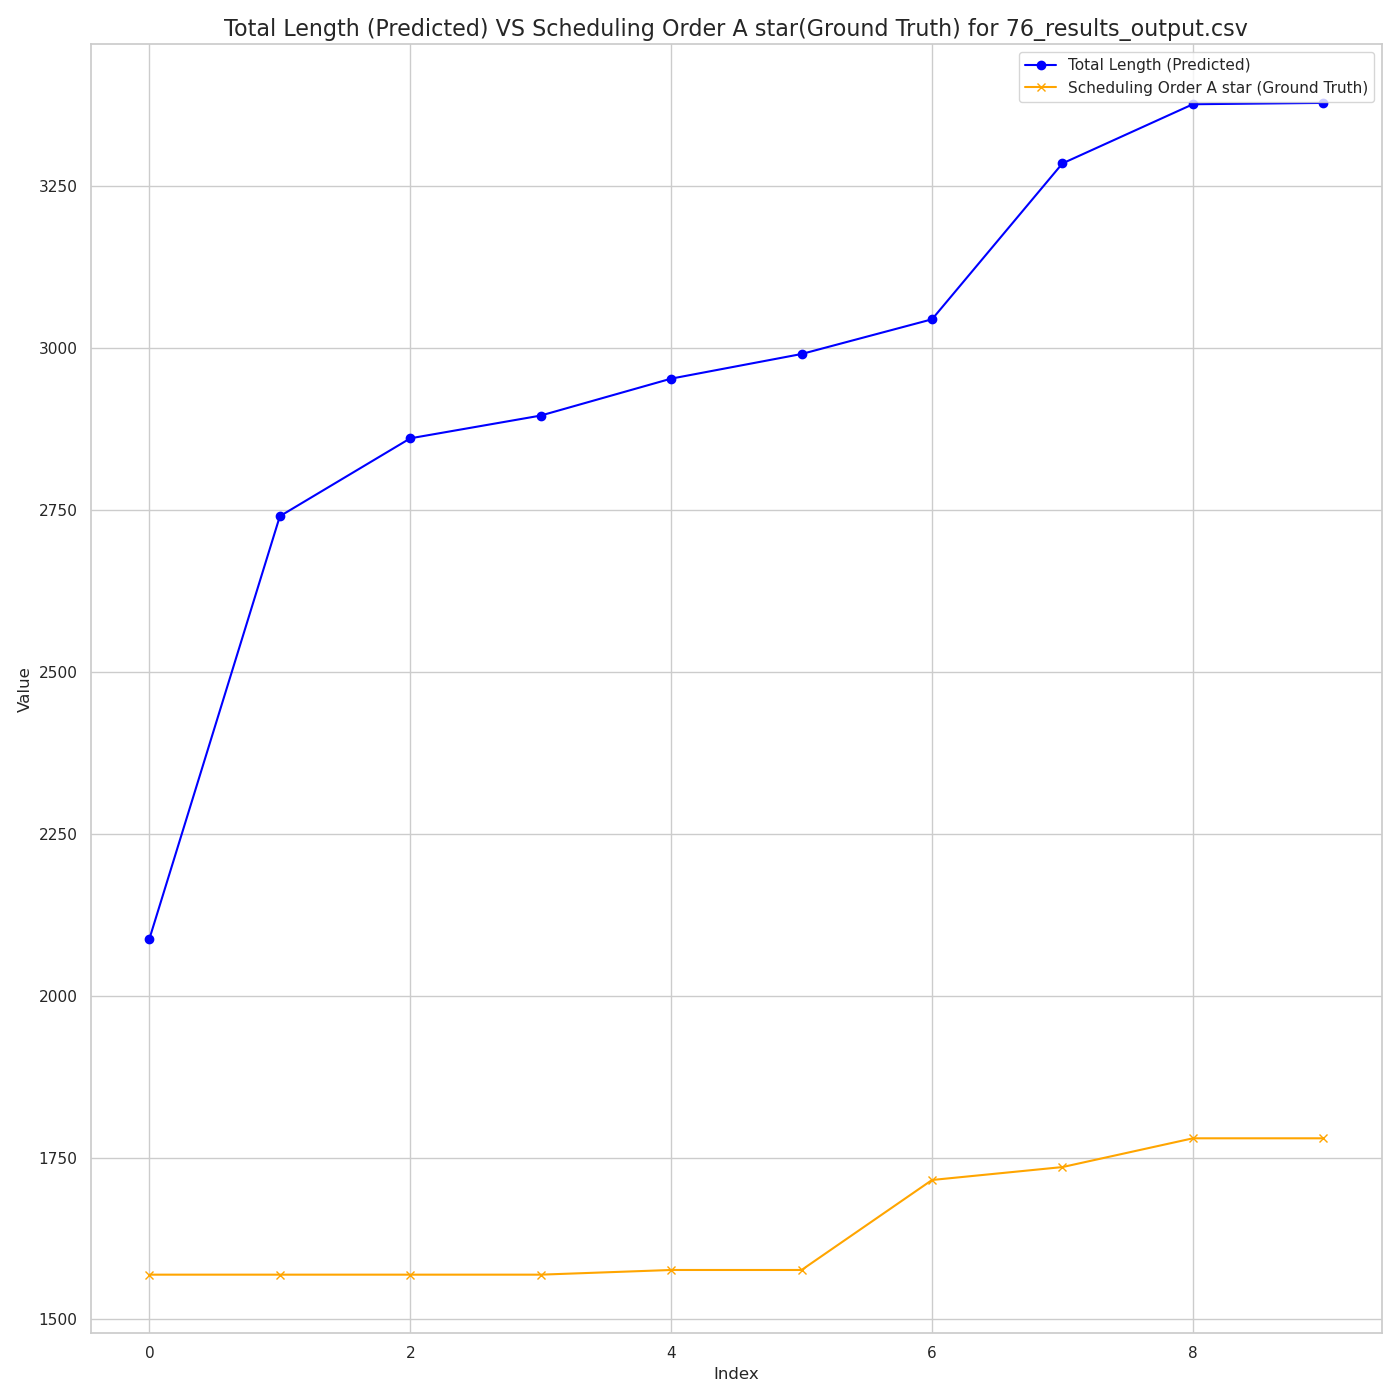 Total Length (Predicted) VS Scheduling Order A star(Ground Truth) for 76_results_output.csv
Total Length (Predicted)
Scheduling Order A star (Ground Truth)
3250
3000
2750
2500
2250
2000
1750
1500
Value
0 2 4 6 8
Index